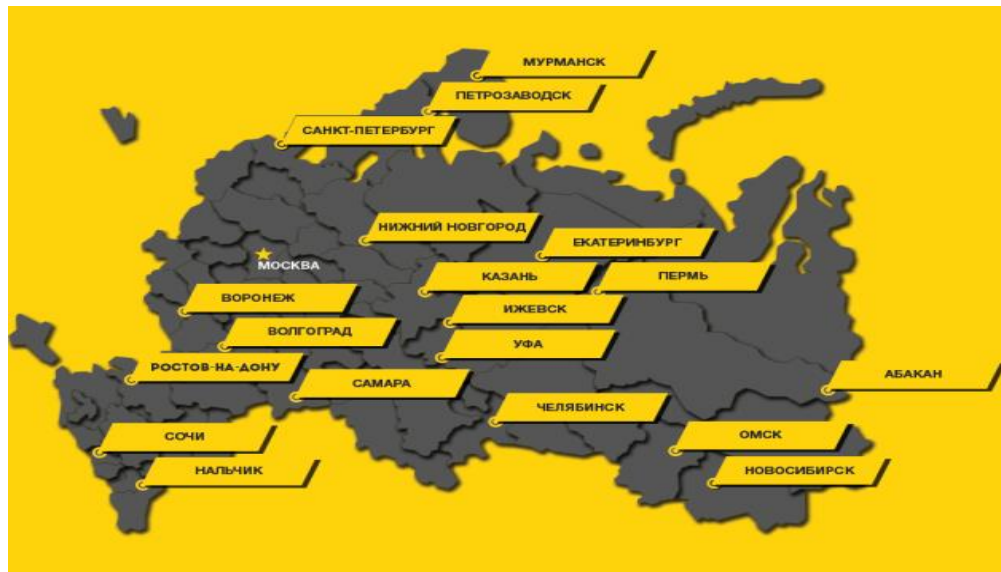 МУРМАНСК
ПЕТРОЗАВОДСК
САНКТ-ПЕТЕРБУРГ
НИЖНИЙ НОВГОРОД
ЕКАТЕРИНБУРГ
МОСКВА
КАЗАНЬ
ПЕРМЬ
ВОРОНЕЖ
ИЖЕВСК
ВОЛГОГРАД
УФА
РОСТОВ-НА-ДОНУ
АБАКАН
САМАРА
ЧЕЛЯБИНСК
СОЧИ
ОМСК
НАЛЬЧИК
НОВОСИБИРСК